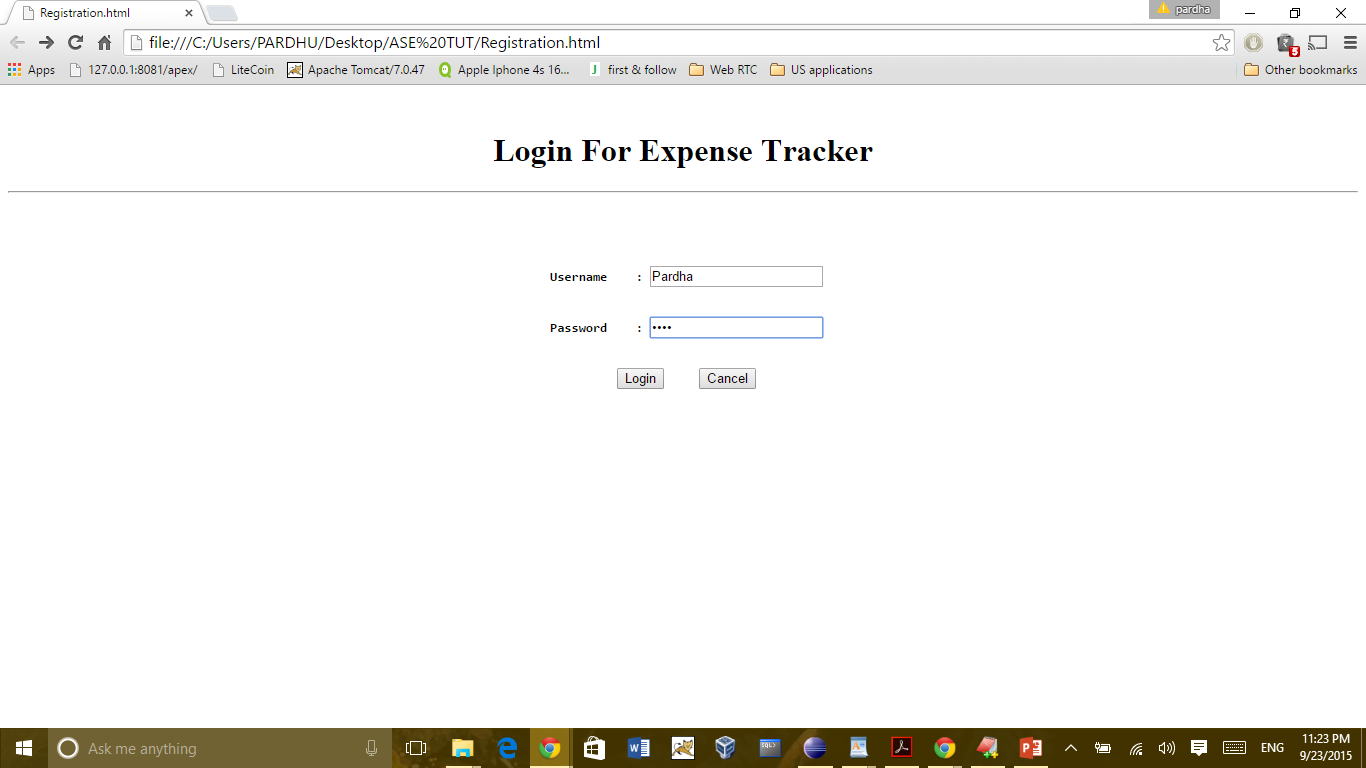 Registration.html
pardha
file:///C:/Users/PARDHU/Desktop/ASE%20TUT/Registration.html
5
Apps 127.0.0.1:8081/apex/ LiteCoin Apache Tomcat/7.0.47 Apple Iphone 4s 16... J first & follow Web RTC US applications Other bookmarks
Login For Expense Tracker
Username : Pardha
Password : ••••
Login Cancel
Ask me anything SQL> ENG 11:23 PM
9/23/2015